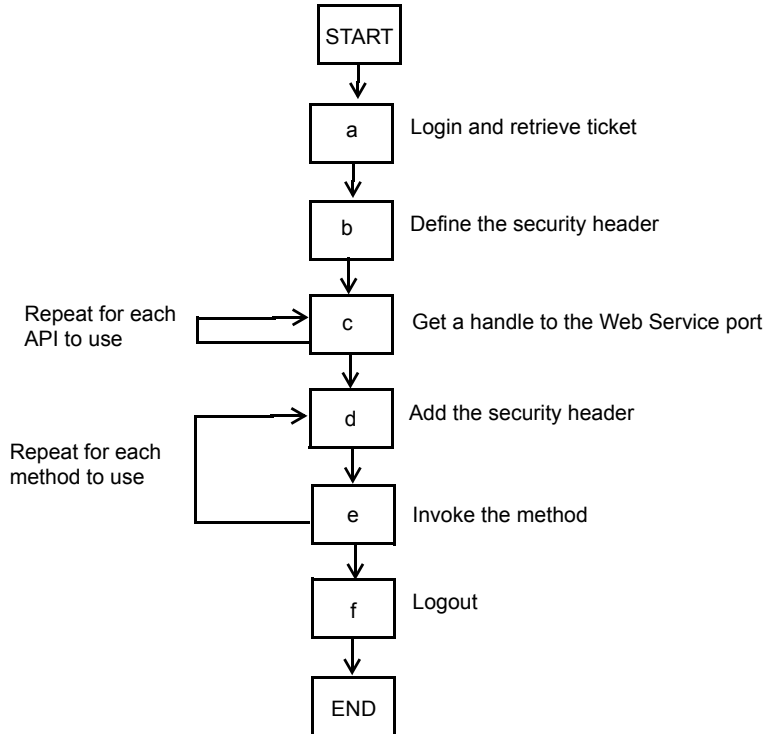 START
a
Login and retrieve ticket
b
Define the security header
Repeat for each
API to use
c
Get a handle to the Web Service port
d
Add the security header
Repeat for each
method to use
e
Invoke the method
f
Logout
END